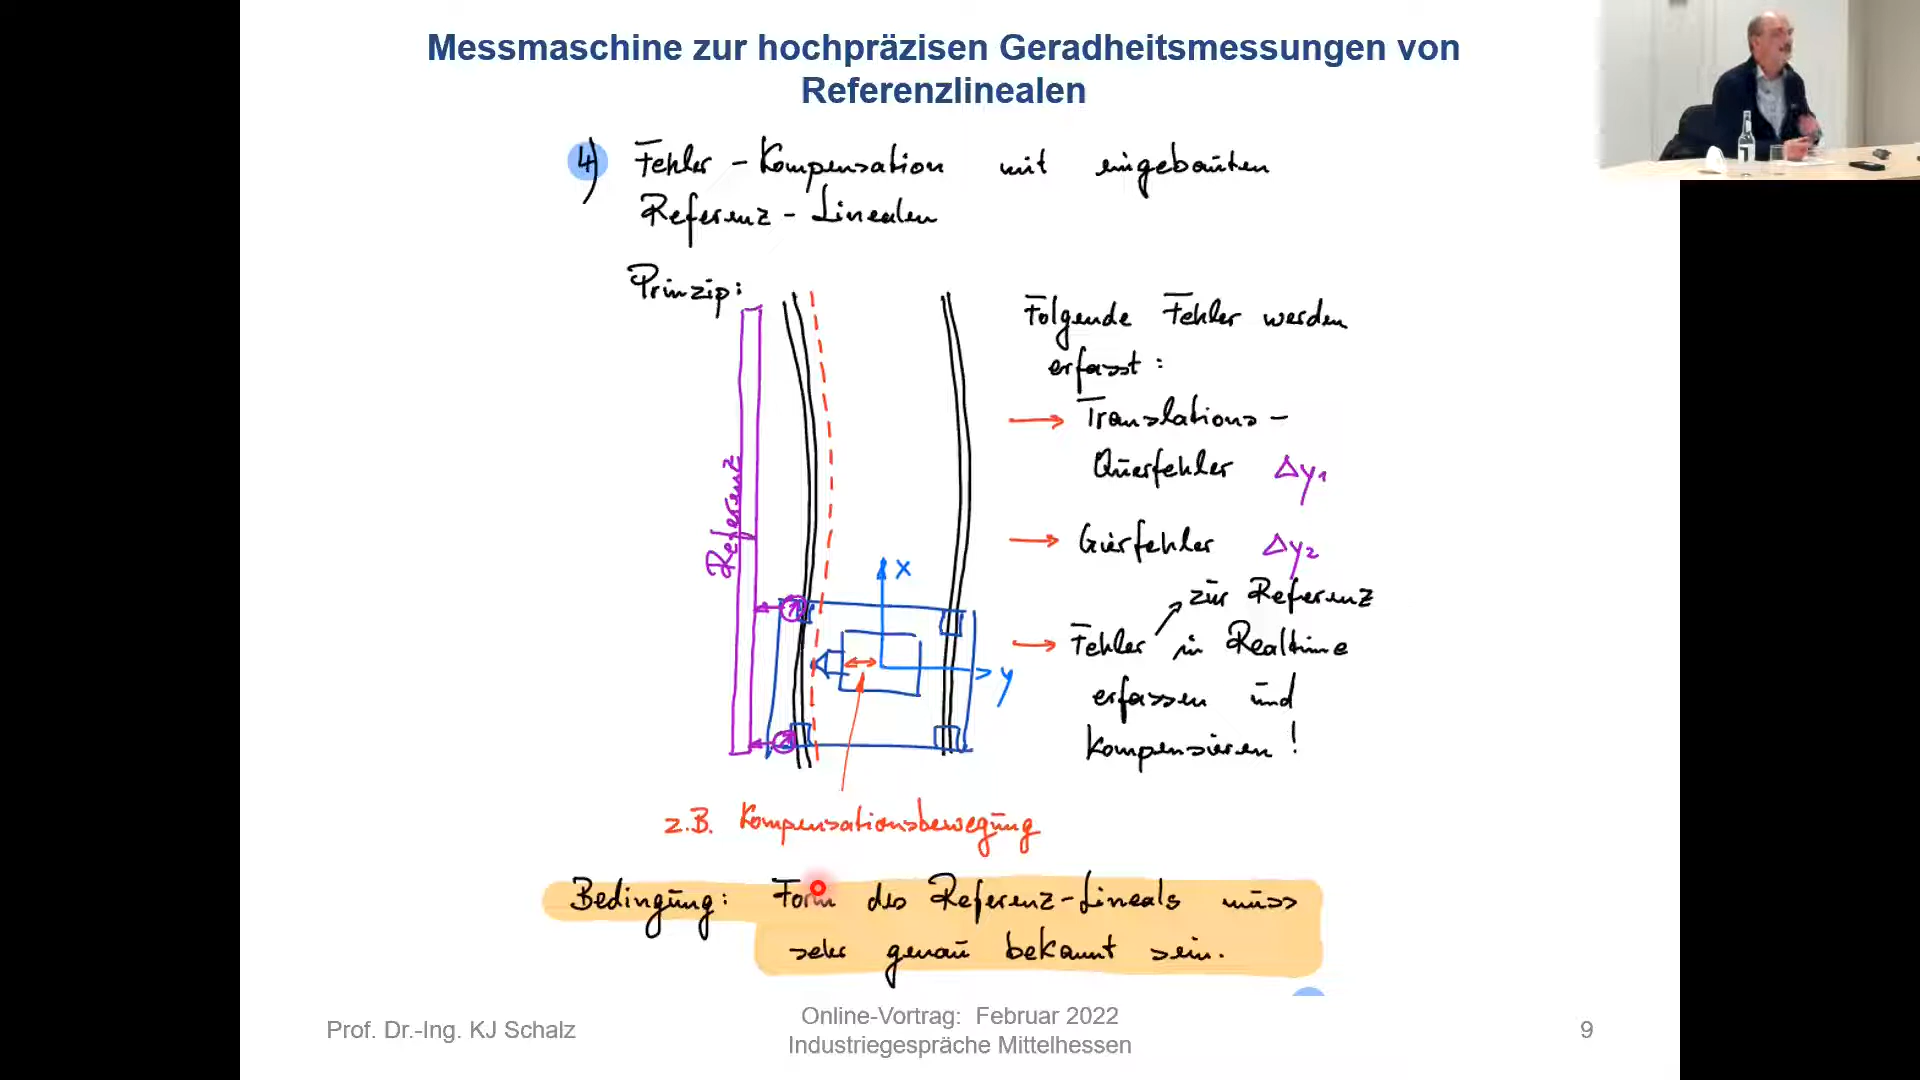 Messmaschine zur hochpräzisen Geradheitsmessungen von
Referenzlinealen
4) Fehler - Kompensation mit eingebauten
Referenz - Linealen
Prinzip:
Referenz
x
y
z.B. Kompensationsbewegung
Folgende Fehler werden
erfasst:
→ Translations -
Querfehler Δy₁
→ Gierfehler Δy₂
zur Referenz
→ Fehler in Realtime
erfassen und
kompensieren!
Bedingung: Form des Referenz-Lineals muss
sehr genau bekannt sein.
Prof. Dr.-Ing. KJ Schalz
Online-Vortrag: Februar 2022
Industriegespräche Mittelhessen
9